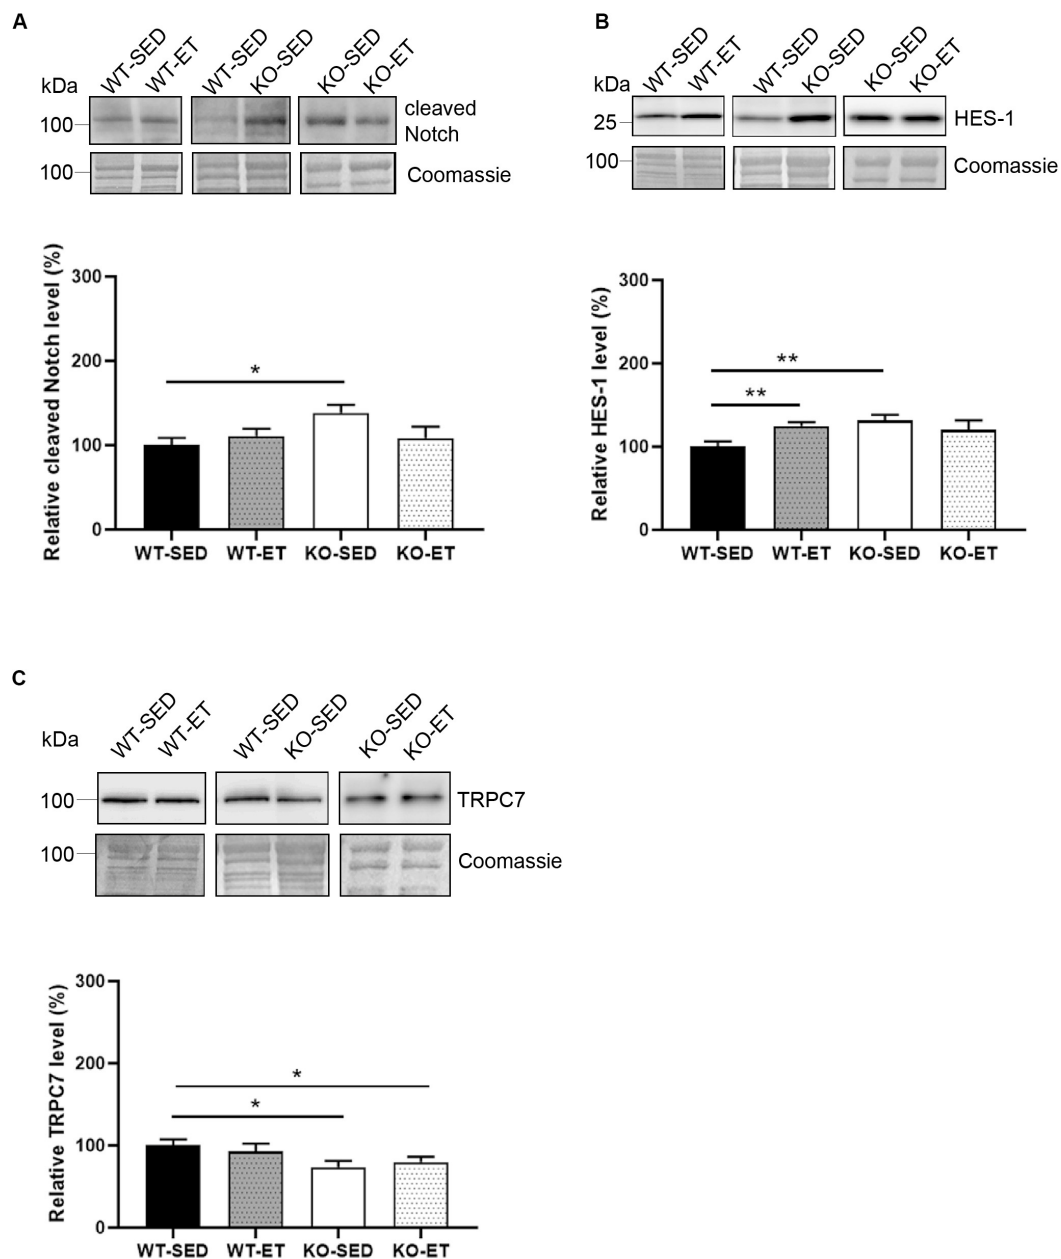 A
WT-SED WT-ET WT-SED KO-SED KO-SED KO-ET
kDa
100
cleaved
Notch
100
Coomassie
Relative cleaved Notch level (%)
300
200
100
0
*
WT-SED WT-ET KO-SED KO-ET
B
WT-SED WT-ET WT-SED KO-SED KO-SED KO-ET
kDa
25
HES-1
100
Coomassie
Relative HES-1 level (%)
300
200
100
0
**
**
WT-SED WT-ET KO-SED KO-ET
C
WT-SED WT-ET WT-SED KO-SED KO-SED KO-ET
kDa
100
TRPC7
100
Coomassie
Relative TRPC7 level (%)
300
200
100
0
*
*
WT-SED WT-ET KO-SED KO-ET